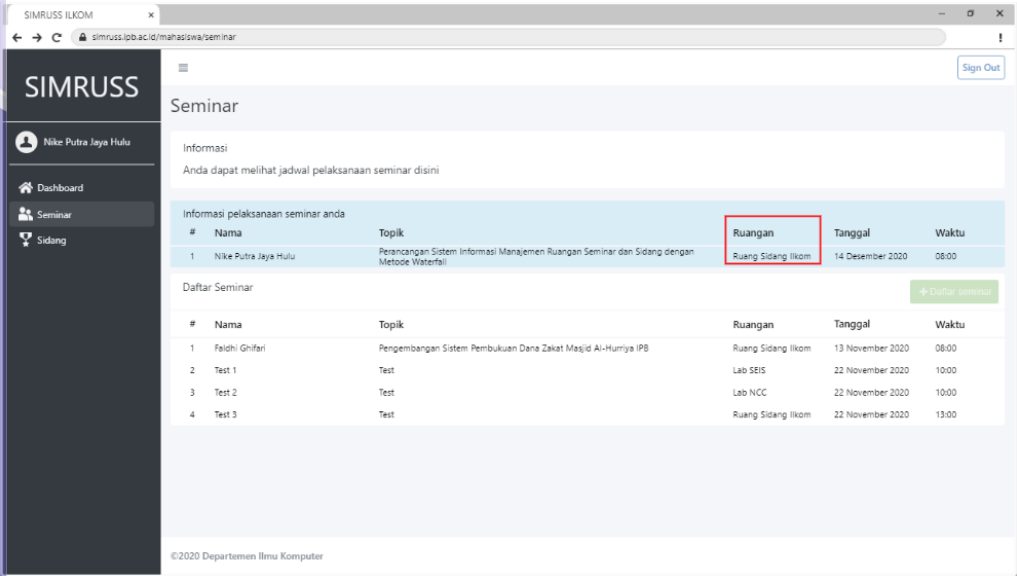 SIMRUSS ILKOM
simruss.ipb.ac.id/mahasiswa/seminar
SIMRUSS
Sign Out
Seminar
Nike Putra Jaya Hulu
Dashboard
Seminar
Sidang
Informasi
Anda dapat melihat jadwal pelaksanaan seminar disini
Informasi pelaksanaan seminar anda
# Nama Topik Ruangan Tanggal Waktu
1 Nike Putra Jaya Hulu Perancangan Sistem Informasi Manajemen Ruangan Seminar dan Sidang dengan Ruang Sidang Ilkom 14 Desember 2020 08:00
Metode Waterfall
Daftar Seminar
+ Daftar seminar
# Nama Topik Ruangan Tanggal Waktu
1 Faldhi Ghifari Pengembangan Sistem Pembukuan Dana Zakat Masjid Al-Hurriya IPB Ruang Sidang Ilkom 13 November 2020 08:00
2 Test 1 Test Lab SEIS 22 November 2020 10:00
3 Test 2 Test Lab NCC 22 November 2020 10:00
4 Test 3 Test Ruang Sidang Ilkom 22 November 2020 13:00
©2020 Departemen Ilmu Komputer